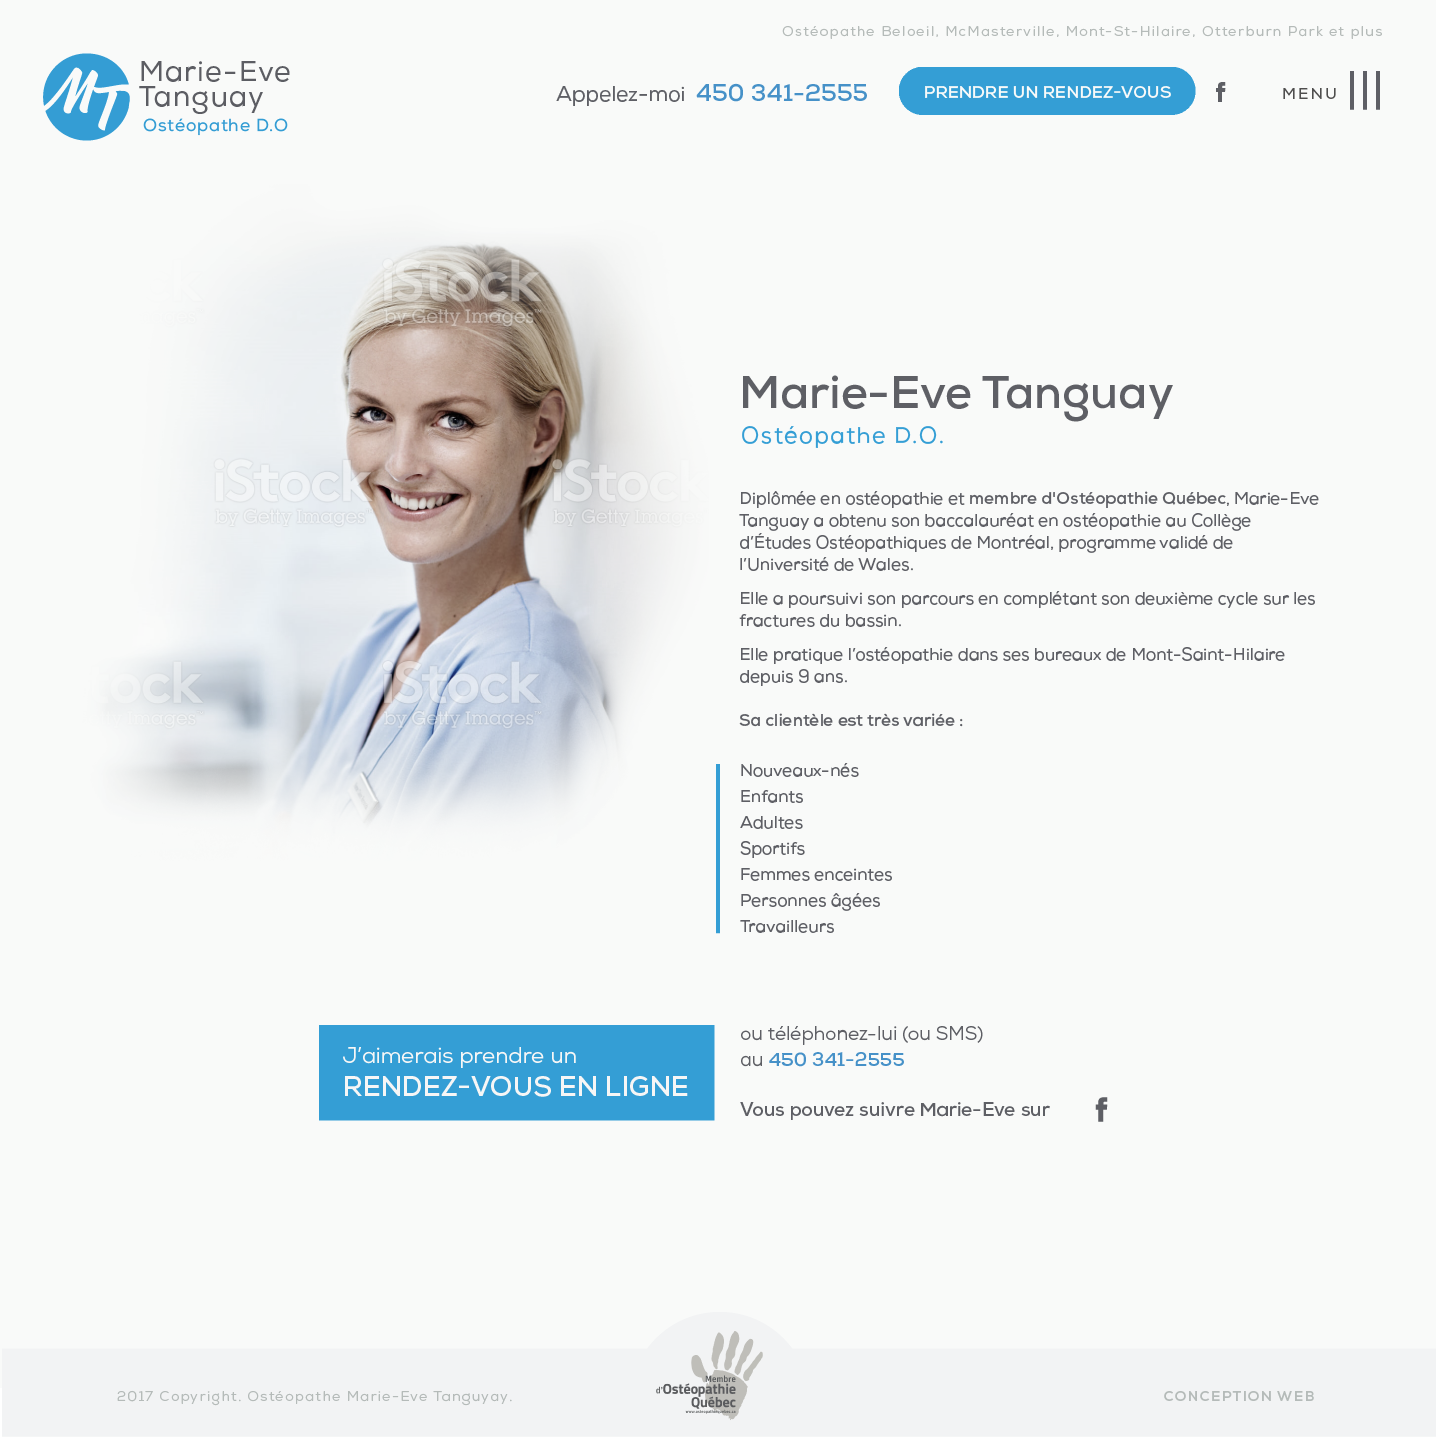 Ostéopathe Beloeil, McMasterville, Mont-St-Hilaire, Otterburn Park et plus
MT
Marie-Eve
Tanguay
Ostéopathe D.O
Appelez-moi 450 341-2555
PRENDRE UN RENDEZ-VOUS
f
MENU
iStock
by Getty Images™
iStock
by Getty Images
iStock
by Getty Images
iStock
by Getty Images
Marie-Eve Tanguay
Ostéopathe D.O.
Diplômée en ostéopathie et membre d'Ostéopathie Québec, Marie-Eve
Tanguay a obtenu son baccalauréat en ostéopathie au Collège
d’Études Ostéopathiques de Montréal, programme validé de
l’Université de Wales.
Elle a poursuivi son parcours en complétant son deuxième cycle sur les
fractures du bassin.
Elle pratique l’ostéopathie dans ses bureaux de Mont-Saint-Hilaire
depuis 9 ans.
Sa clientèle est très variée :
Nouveaux-nés
Enfants
Adultes
Sportifs
Femmes enceintes
Personnes âgées
Travailleurs
J’aimerais prendre un
RENDEZ-VOUS EN LIGNE
ou téléphonez-lui (ou SMS)
au 450 341-2555
Vous pouvez suivre Marie-Eve sur f
Membre
d'Ostéopathie
Québec
2017 Copyright. Ostéopathe Marie-Eve Tanguyay.
CONCEPTION WEB